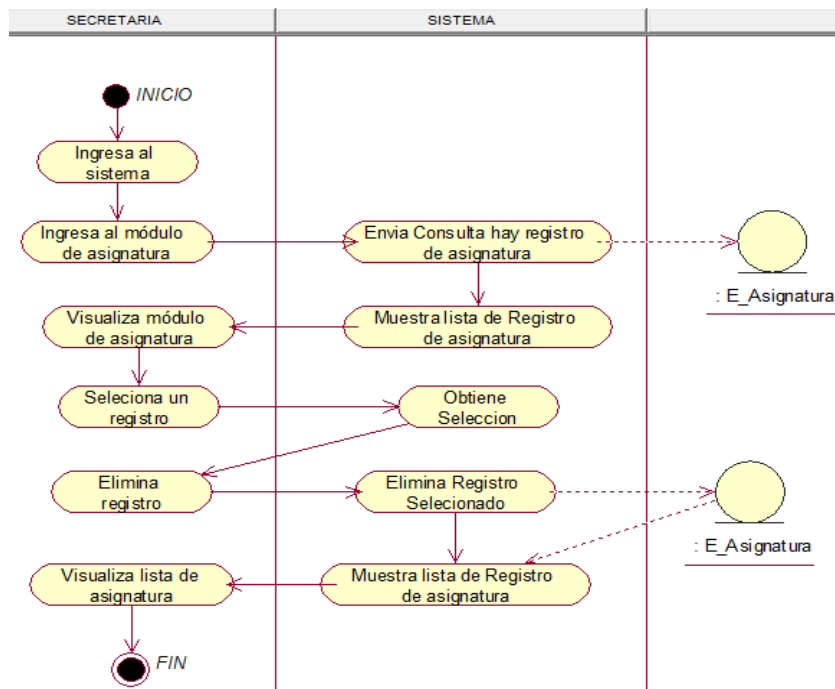 SECRETARIA
SISTEMA
INICIO
Ingresa al
sistema
Ingresa al módulo
de asignatura
Envia Consulta hay registro
de asignatura
: E_Asignatura
Visualiza módulo
de asignatura
Muestra lista de Registro
de asignatura
Seleciona un
registro
Obtiene
Seleccion
Elimina
registro
Elimina Registro
Selecionado
: E_Asignatura
Visualiza lista de
asignatura
Muestra lista de Registro
de asignatura
FIN